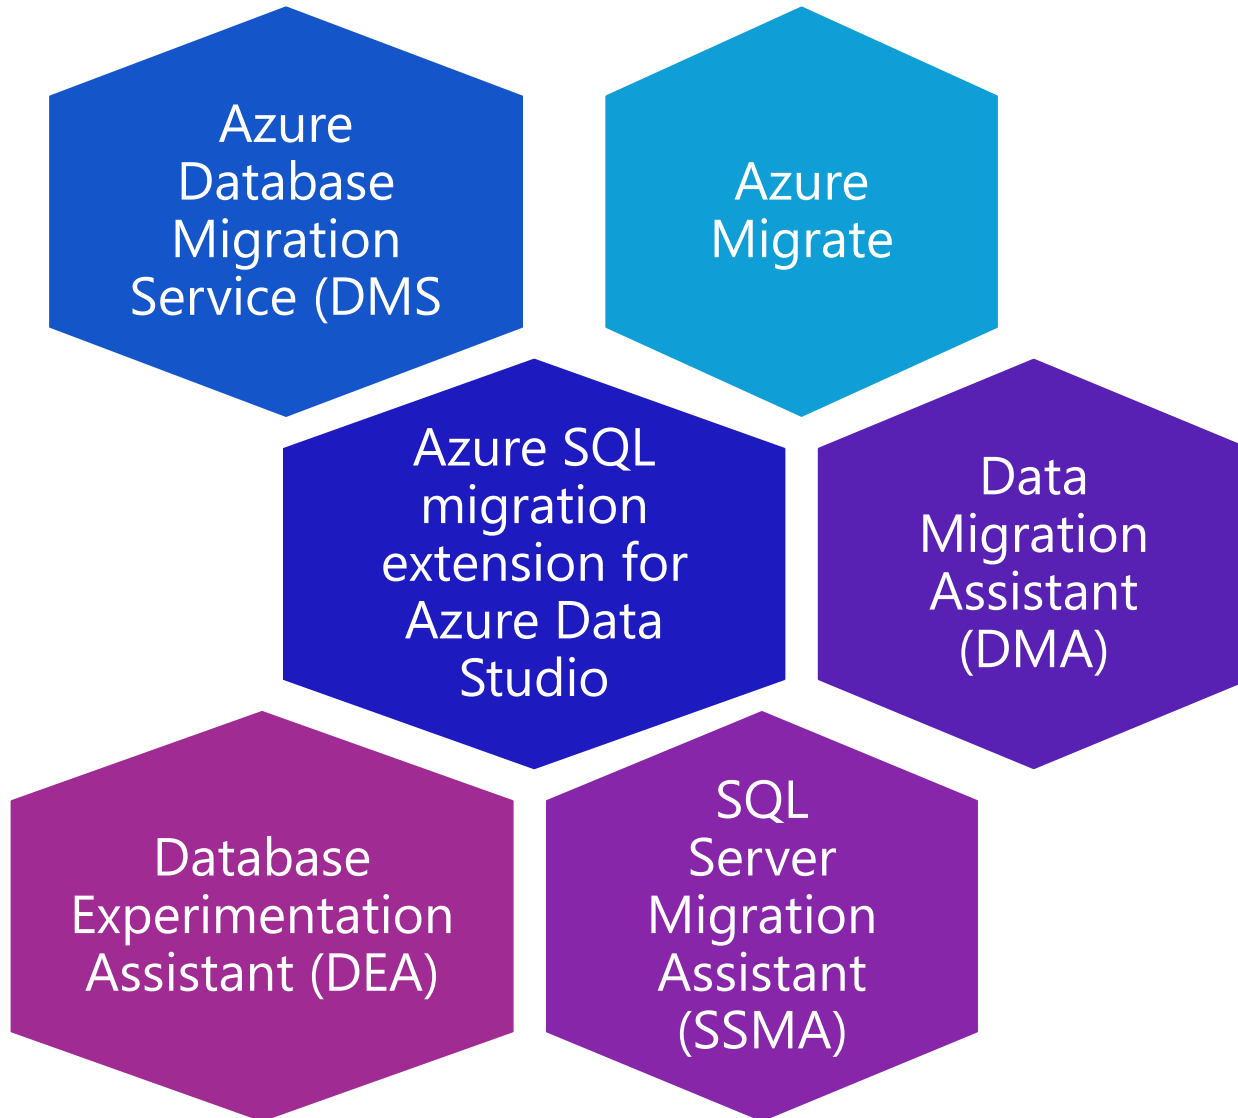 Azure
Database
Migration
Service (DMS
Azure
Migrate
Azure SQL
migration
extension for
Azure Data
Studio
Data
Migration
Assistant
(DMA)
Database
Experimentation
Assistant (DEA)
SQL
Server
Migration
Assistant
(SSMA)